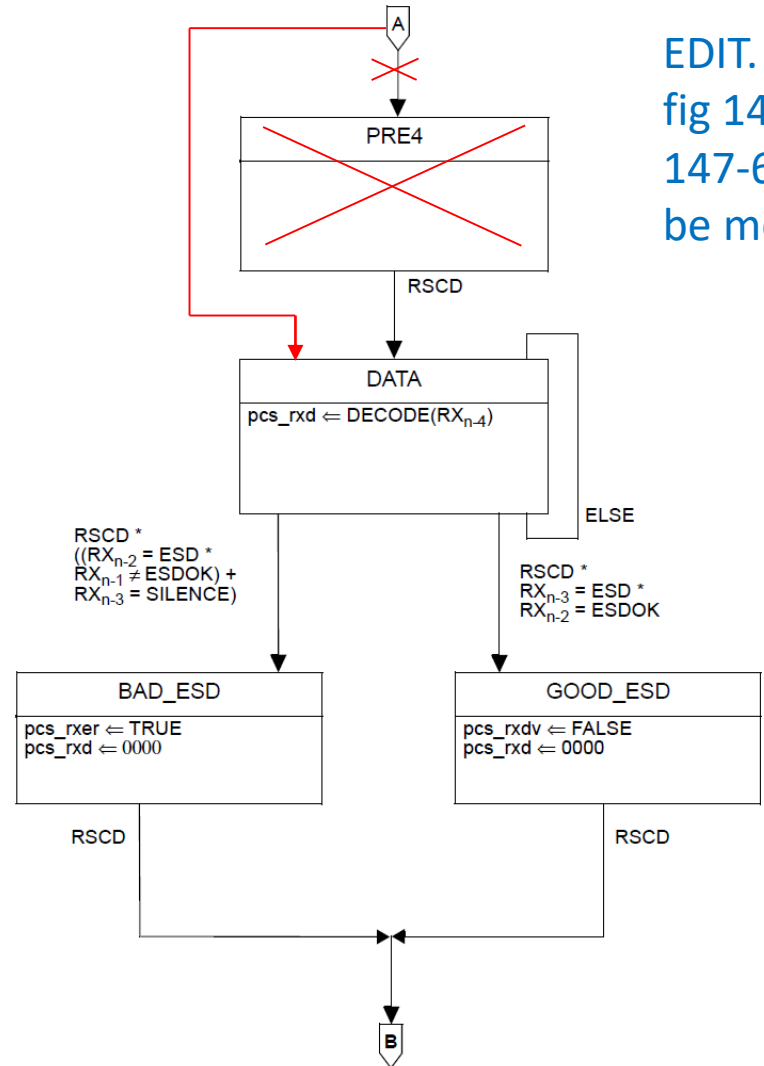 A
EDIT.
fig 14
147-6
be m
PRE4
RSCD
DATA
pcs_rxd ⇐ DECODE(RXn-4)
ELSE
RSCD *
((RXn-2 = ESD *
RXn-1 ≠ ESDOK) +
RXn-3 = SILENCE)
RSCD *
RXn-3 = ESD *
RXn-2 = ESDOK
BAD_ESD
pcs_rxer ⇐ TRUE
pcs_rxd ⇐ 0000
GOOD_ESD
pcs_rxdv ⇐ FALSE
pcs_rxd ⇐ 0000
RSCD
RSCD
B